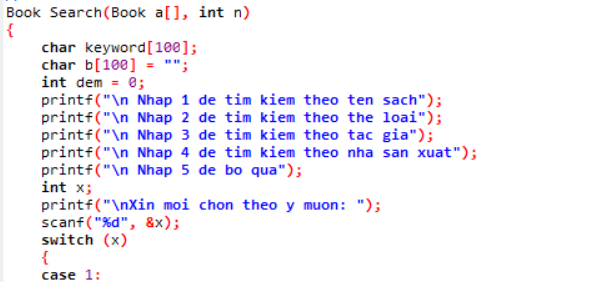 Book Search(Book a[], int n)
{
char keyword[100];
char b[100] = "";
int dem = 0;
printf("\n Nhap 1 de tim kiem theo ten sach");
printf("\n Nhap 2 de tim kiem theo the loai");
printf("\n Nhap 3 de tim kiem theo tac gia");
printf("\n Nhap 4 de tim kiem theo nha san xuat");
printf("\n Nhap 5 de bo qua");
int x;
printf("\nXin moi chon theo y muon: ");
scanf("%d", &x);
switch (x)
{
case 1: